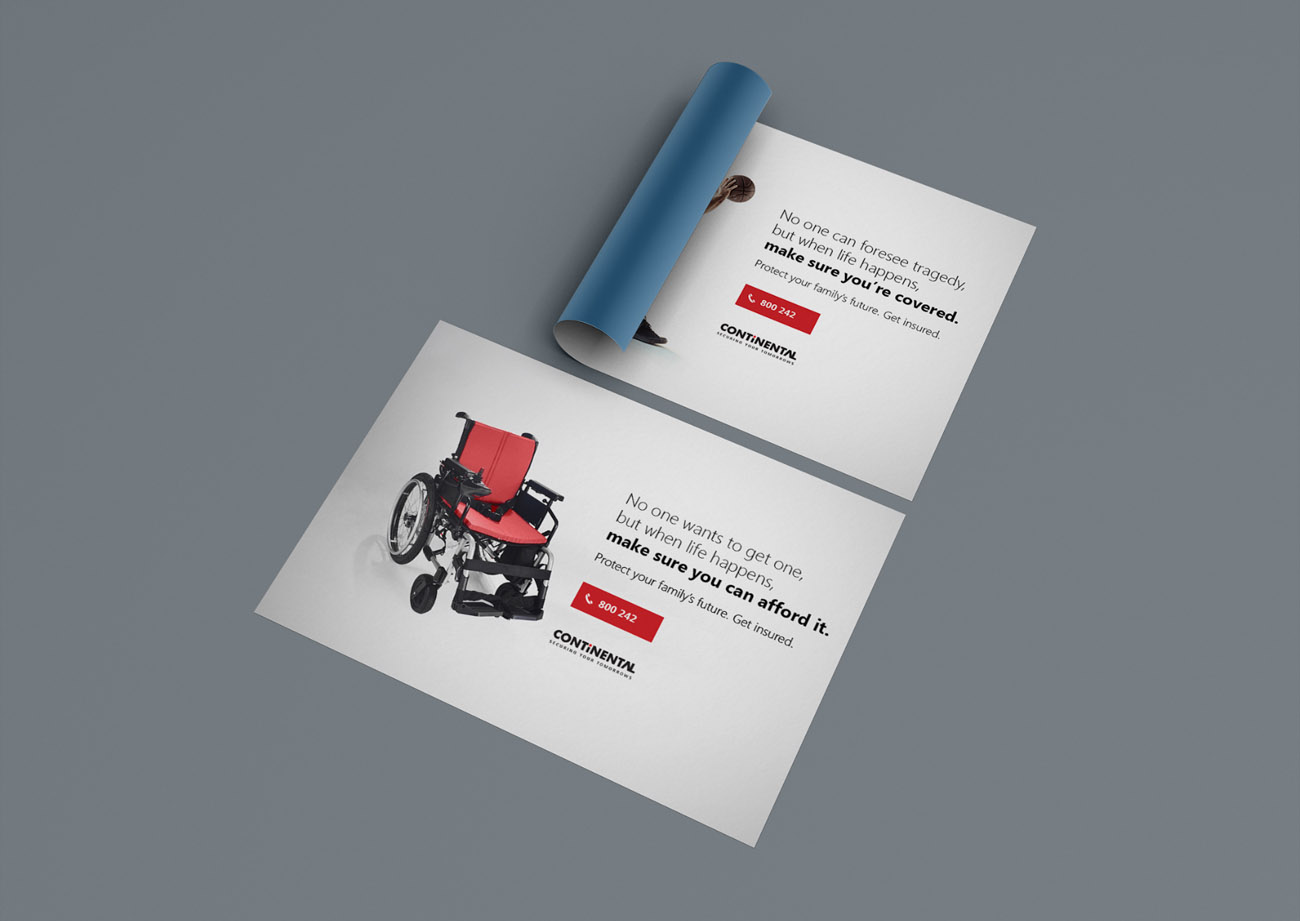 No one can foresee tragedy,
but when life happens,
make sure you're covered.
Protect your family's future. Get insured.
800 242
CONTiNENTAL
SECURING YOUR TOMORROWS
No one wants to get one,
but when life happens,
make sure you can afford it.
Protect your family's future. Get insured.
800 242
CONTiNENTAL
SECURING YOUR TOMORROWS